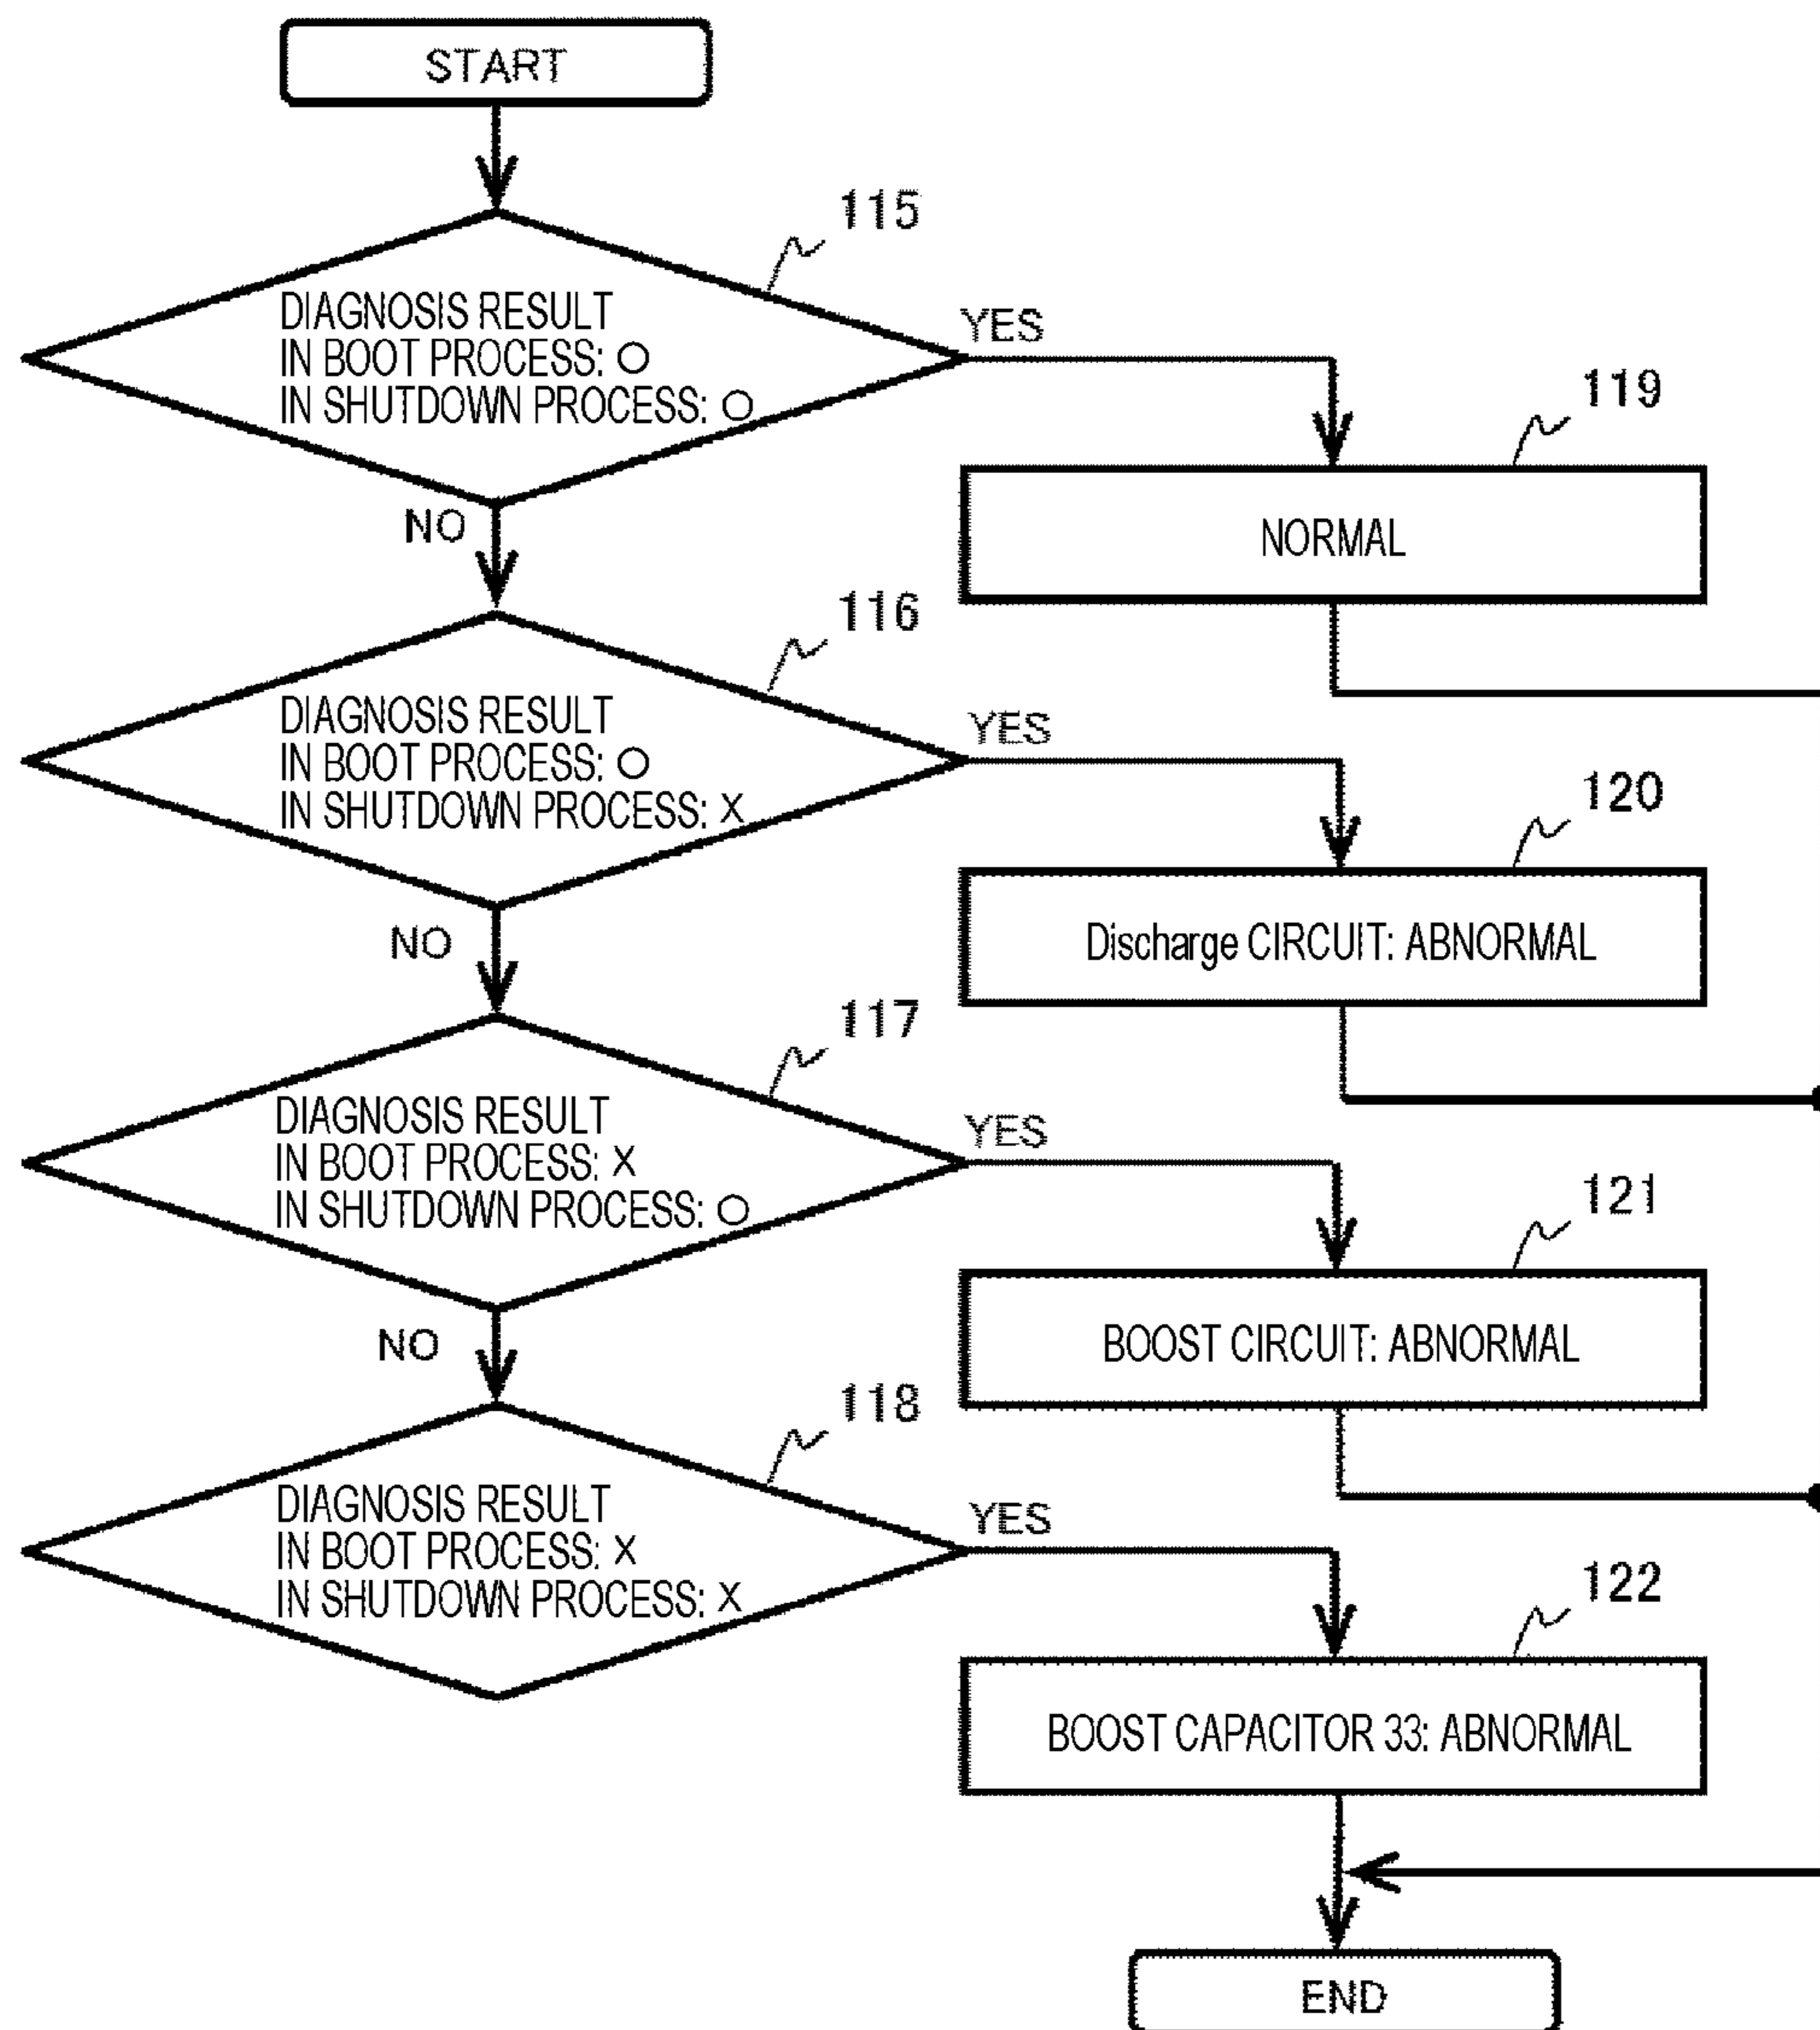 START
115
DIAGNOSIS RESULT
IN BOOT PROCESS: ○
IN SHUTDOWN PROCESS: ○
YES
NO
119
NORMAL
116
DIAGNOSIS RESULT
IN BOOT PROCESS: ○
IN SHUTDOWN PROCESS: X
YES
NO
120
Discharge CIRCUIT: ABNORMAL
117
DIAGNOSIS RESULT
IN BOOT PROCESS: X
IN SHUTDOWN PROCESS: ○
YES
NO
121
BOOST CIRCUIT: ABNORMAL
118
DIAGNOSIS RESULT
IN BOOT PROCESS: X
IN SHUTDOWN PROCESS: X
YES
122
BOOST CAPACITOR 33: ABNORMAL
END